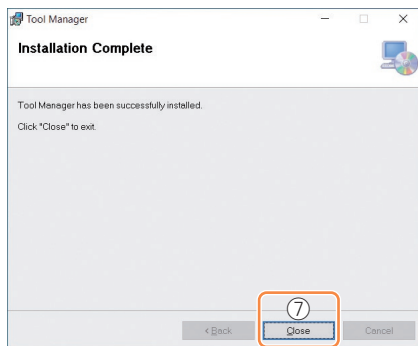 Tool Manager
Installation Complete
Tool Manager has been successfully installed.
Click "Close" to exit.
⑦
< Back Close Cancel